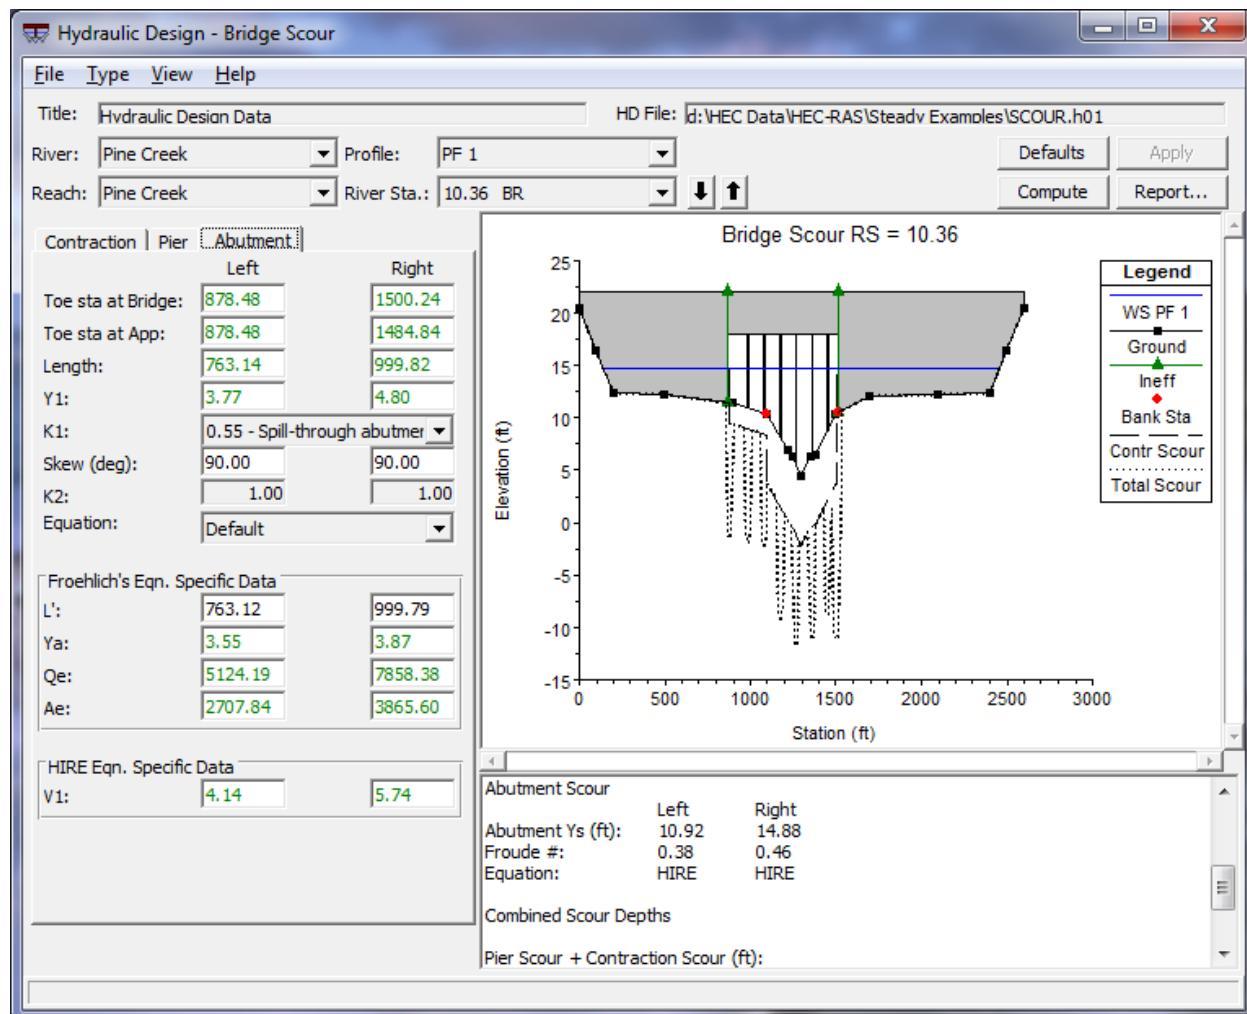 Hydraulic Design - Bridge Scour
File Type View Help
Title: Hydraulic Design Data HD File: d:\HEC Data\HEC-RAS\Steady Examples\SCOUR.h01
River: Pine Creek Profile: PF 1 Defaults Apply
Reach: Pine Creek River Sta.: 10.36 BR Compute Report...
Contraction Pier Abutment
Left Right
Toe sta at Bridge: 878.48 1500.24
Toe sta at App: 878.48 1484.84
Length: 763.14 999.82
Y1: 3.77 4.80
K1: 0.55 - Spill-through abutmer
Skew (deg): 90.00 90.00
K2: 1.00 1.00
Equation: Default
Froehlich's Eqn. Specific Data
L': 763.12 999.79
Ya: 3.55 3.87
Qe: 5124.19 7858.38
Ae: 2707.84 3865.60
HIRE Eqn. Specific Data
V1: 4.14 5.74
Bridge Scour RS = 10.36
25
20
15
10
5
0
-5
-10
-15
Elevation (ft)
0 500 1000 1500 2000 2500 3000
Station (ft)
Legend
WS PF 1
Ground
Ineff
Bank Sta
Contr Scour
Total Scour
Abutment Scour
Left Right
Abutment Ys (ft): 10.92 14.88
Froude #: 0.38 0.46
Equation: HIRE HIRE
Combined Scour Depths
Pier Scour + Contraction Scour (ft):